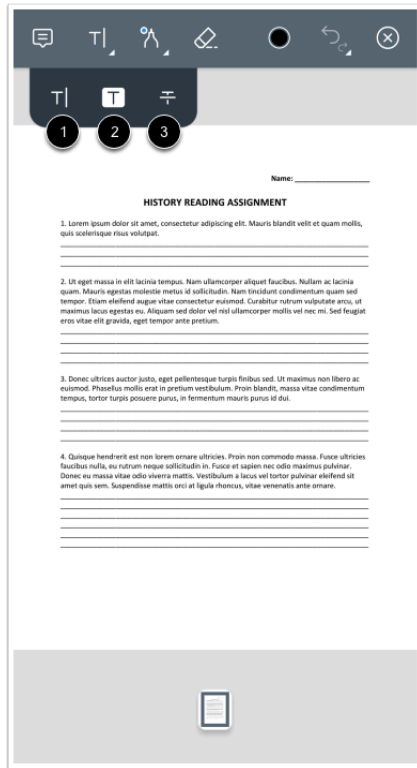 T|
T|
T
T
1
2
3
Name: ____________________
HISTORY READING ASSIGNMENT
1. Lorem ipsum dolor sit amet, consectetur adipiscing elit. Mauris blandit velit et quam mollis,
quis scelerisque risus volutpat.
2. Ut eget massa in elit lacinia tempus. Nam ullamcorper aliquet faucibus. Nullam ac lacinia
quam. Mauris egestas molestie metus id sollicitudin. Nam tincidunt condimentum quam sed
tempor. Etiam eleifend augue vitae consectetur euismod. Curabitur rutrum vulputate arcu, ut
maximus lacus egestas eu. Aliquam sed dolor vel nisl ullamcorper mollis vel nec mi. Sed feugiat
eros vitae elit gravida, eget tempor ante pretium.
3. Donec ultrices auctor justo, eget pellentesque turpis finibus sed. Ut maximus non libero ac
euismod. Phasellus mollis erat in pretium vestibulum. Proin blandit, massa vitae condimentum
tempus, tortor turpis posuere purus, in fermentum mauris purus id dui.
4. Quisque hendrerit est non lorem ornare ultricies. Proin non commodo massa. Fusce ultricies
faucibus nulla, eu rutrum neque sollicitudin in. Fusce et sapien nec odio maximus pulvinar.
Donec eu massa vitae odio viverra mattis. Vestibulum a lacus vel tortor pulvinar eleifend sit
amet quis sem. Suspendisse mattis orci at ligula rhoncus, vitae venenatis ante ornare.